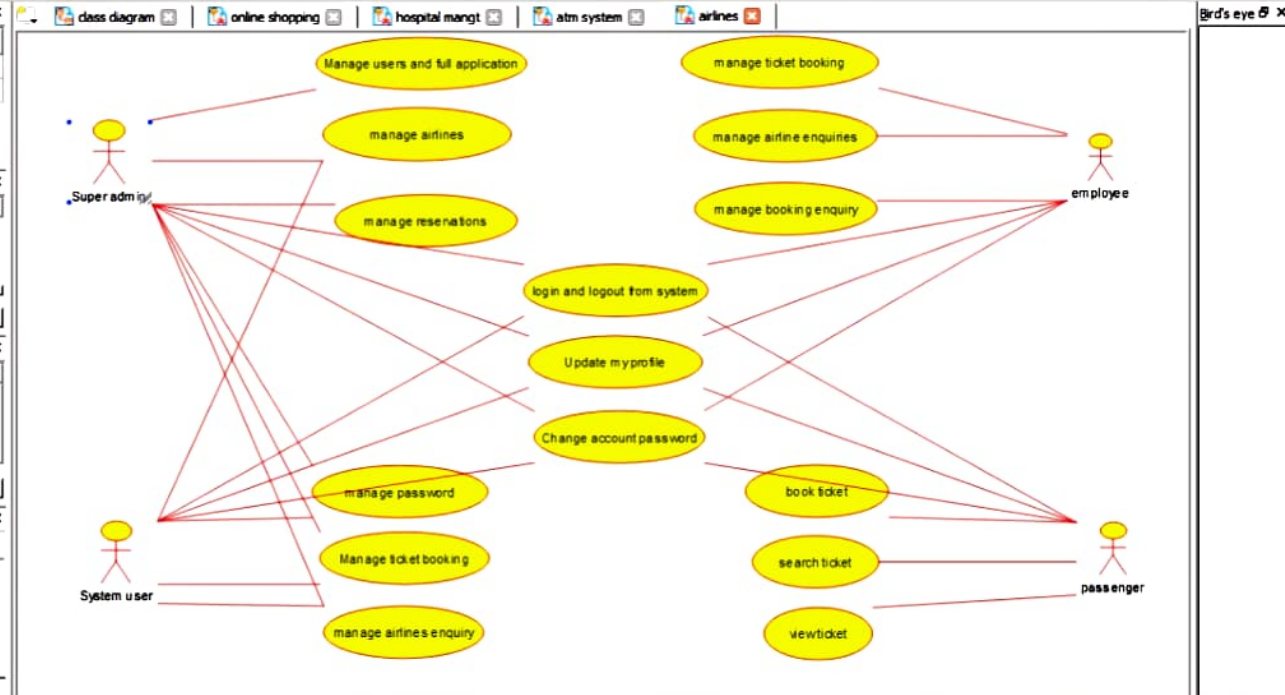 class diagram
online shopping
hospital mangt
atm system
airlines
Bird's eye
Manage users and full application
manage ticket booking
manage airlines
manage airline enquiries
Super admin
employee
manage reservations
manage booking enquiry
login and logout from system
Update my profile
Change account password
manage password
book ticket
Manage ticket booking
search ticket
System user
passenger
manage airlines enquiry
viewticket